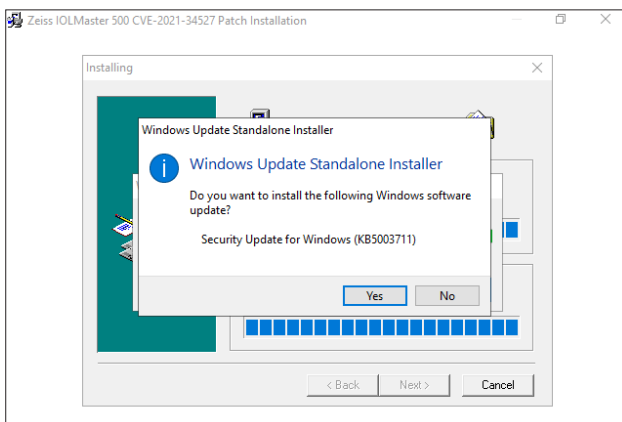 Zeiss IOLMaster 500 CVE-2021-34527 Patch Installation
Installing
Windows Update Standalone Installer
Windows Update Standalone Installer
Do you want to install the following Windows software
update?
Security Update for Windows (KB5003711)
Yes No
< Back Next > Cancel